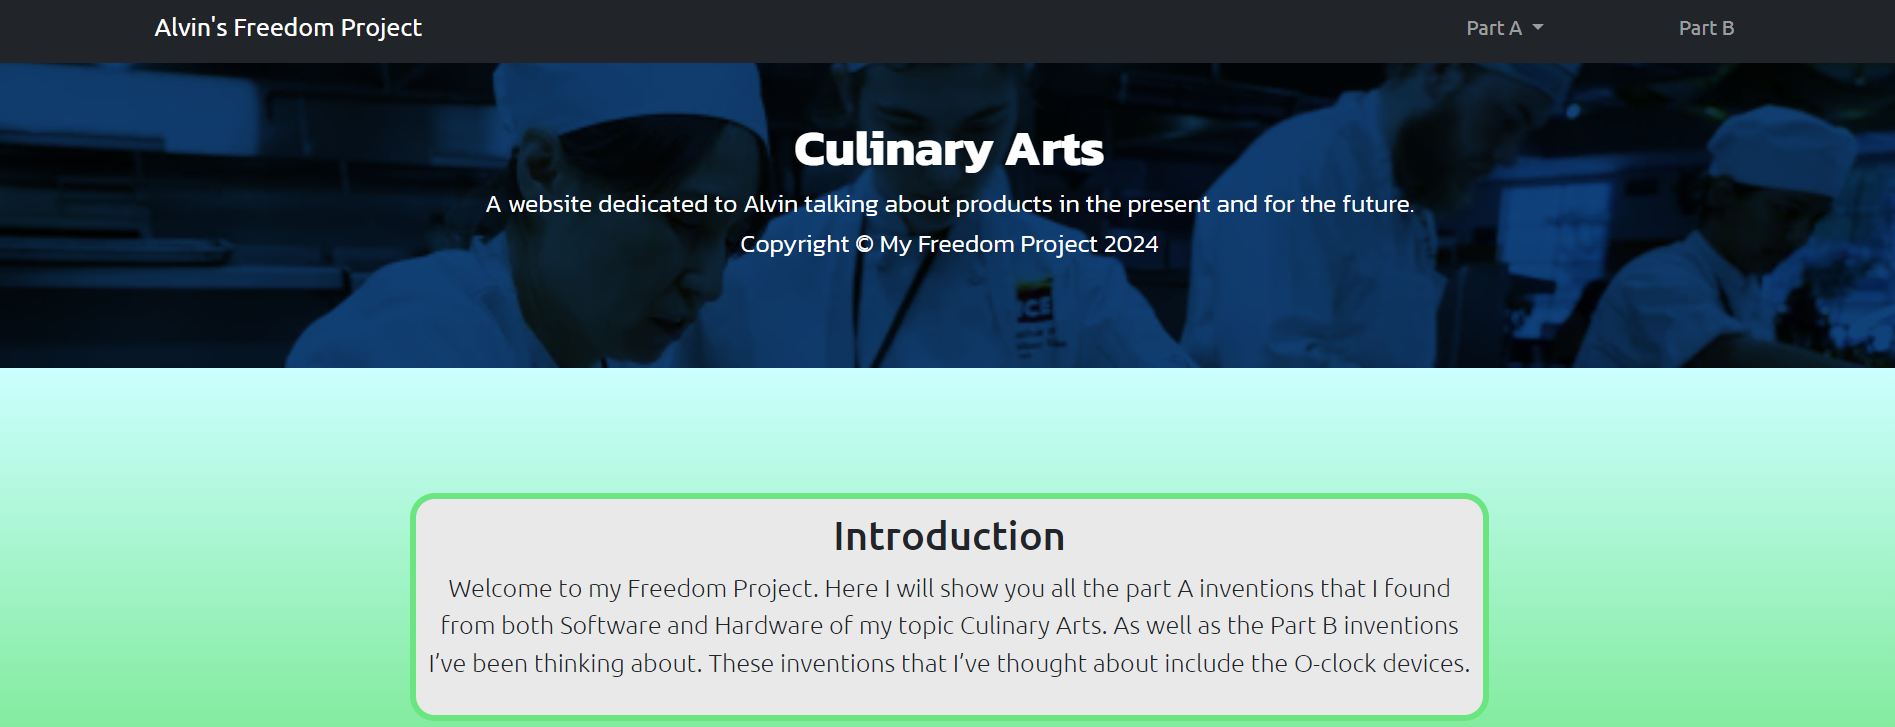 Alvin's Freedom Project
Part A
Part B
Culinary Arts
A website dedicated to Alvin talking about products in the present and for the future.
Copyright © My Freedom Project 2024
Introduction
Welcome to my Freedom Project. Here I will show you all the part A inventions that I found
from both Software and Hardware of my topic Culinary Arts. As well as the Part B inventions
I’ve been thinking about. These inventions that I’ve thought about include the O-clock devices.